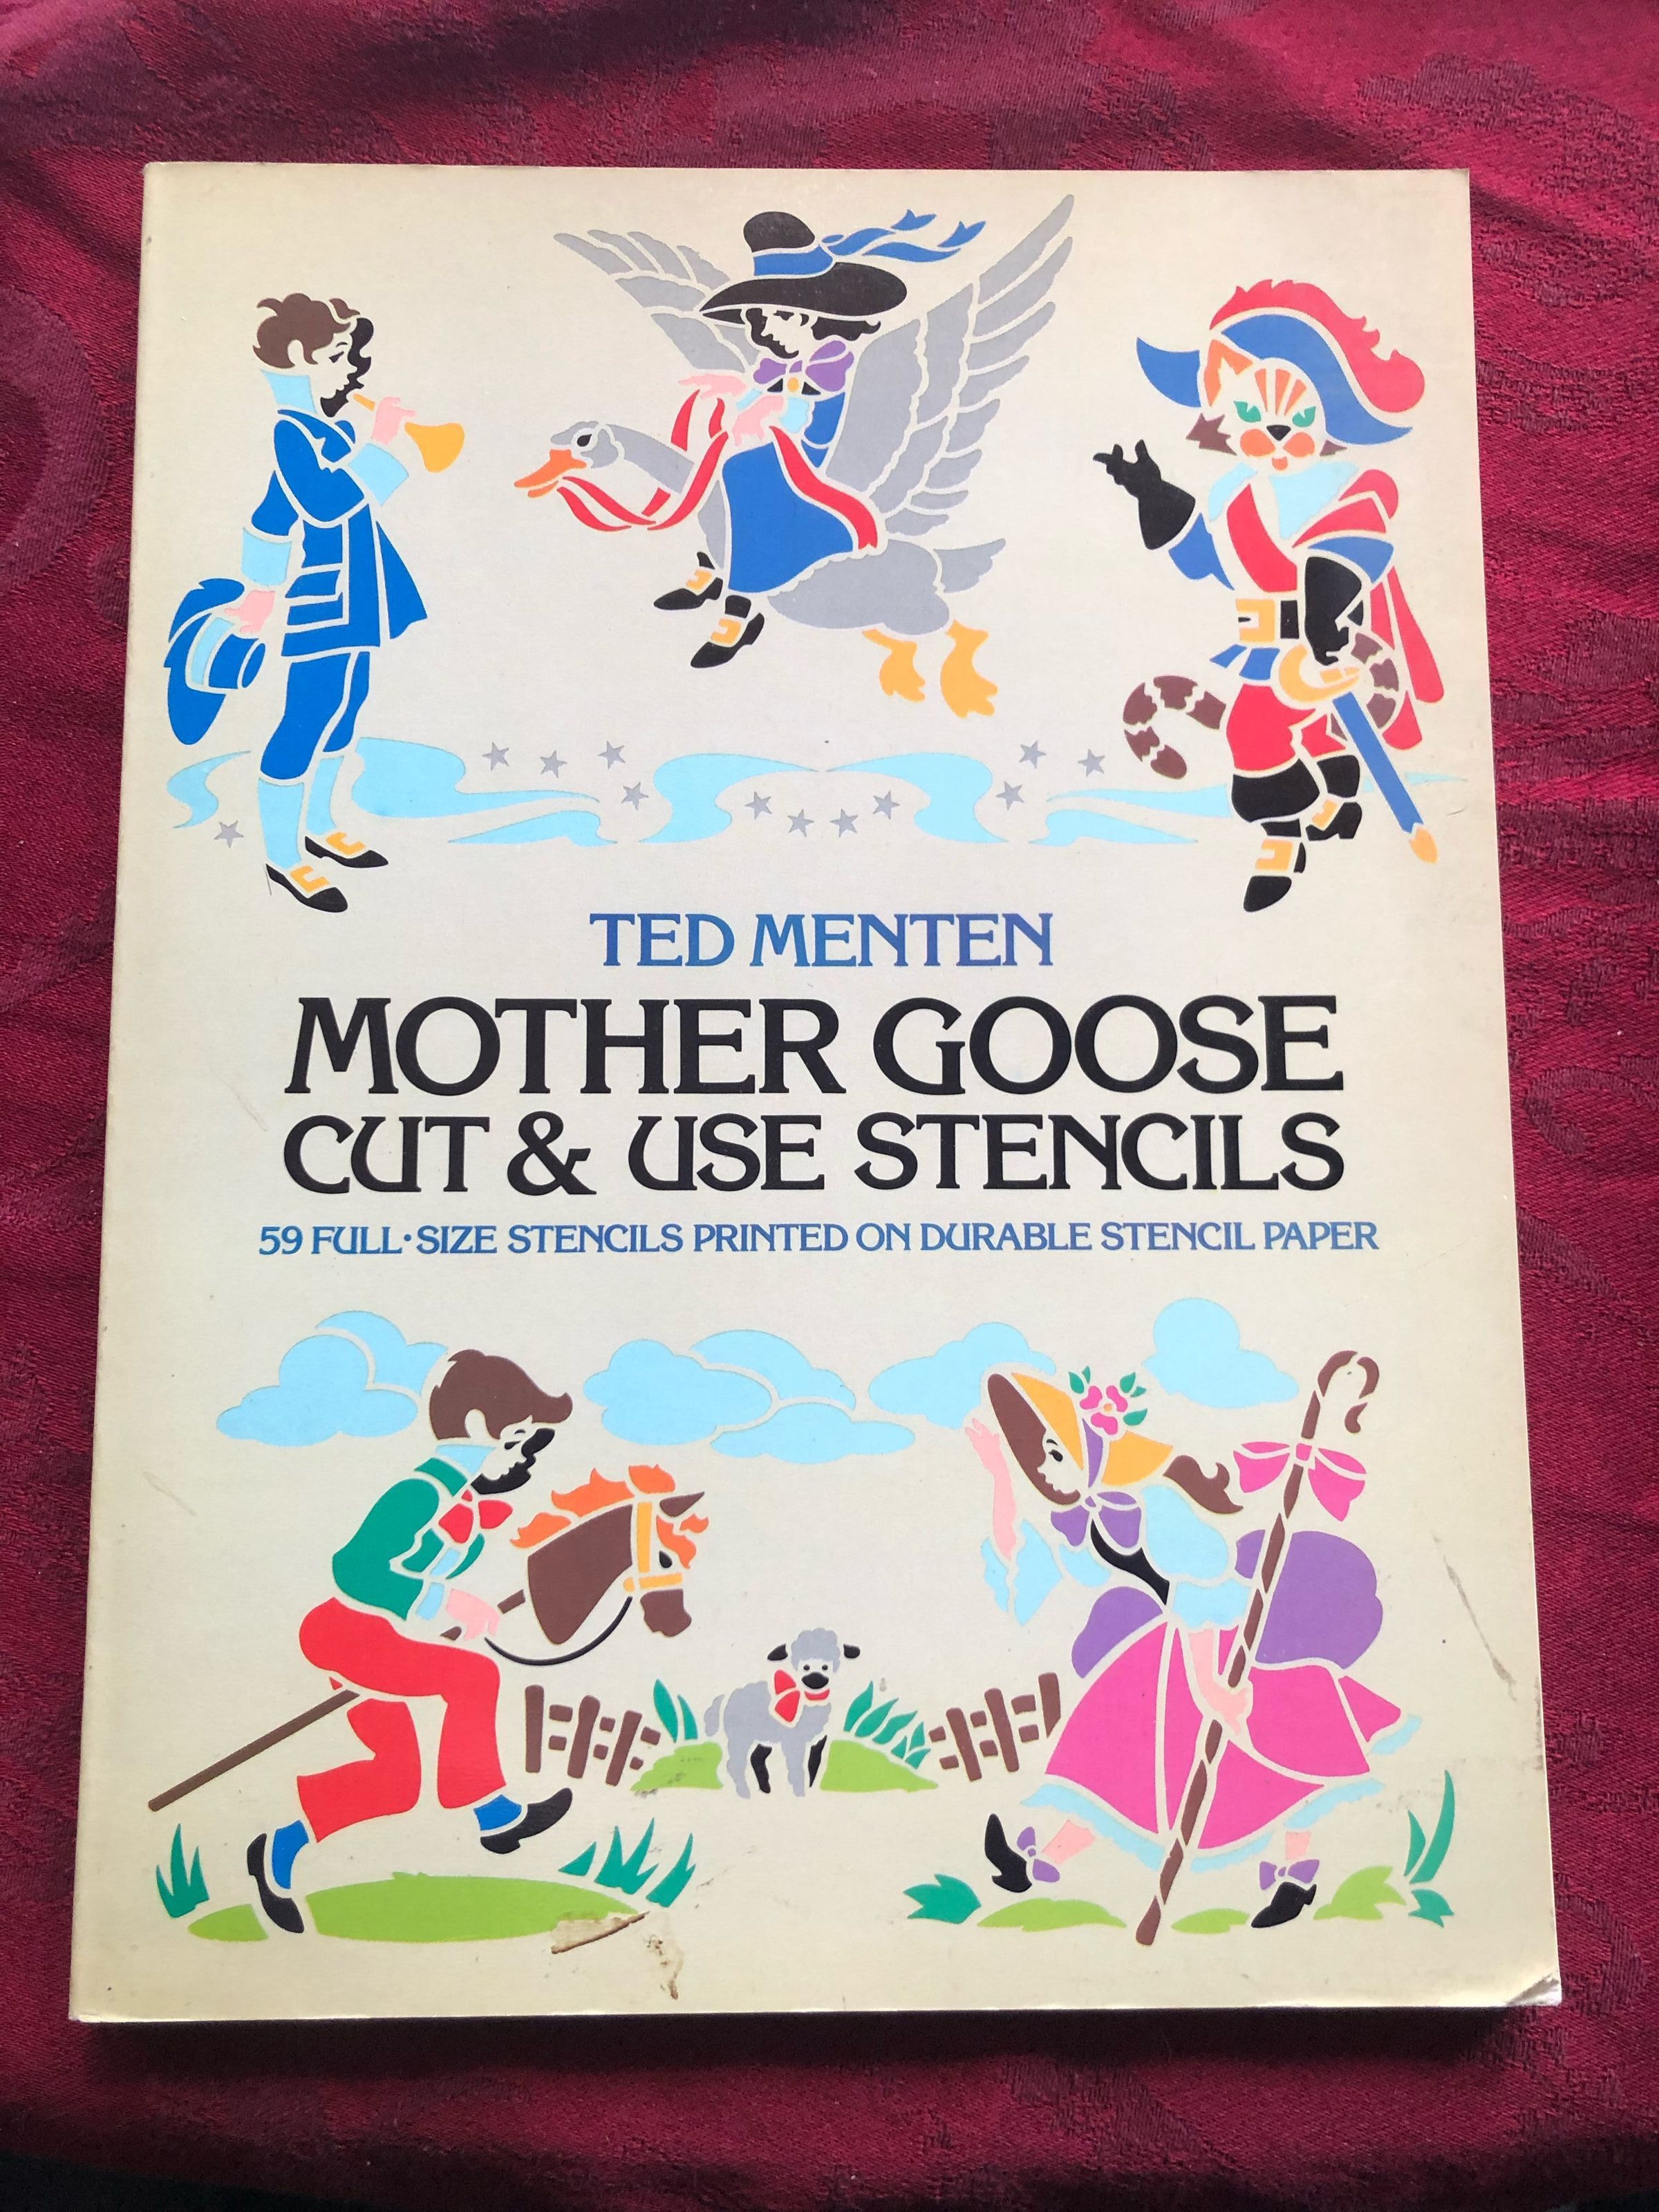 TED MENTEN
MOTHER GOOSE
CUT & USE STENCILS
59 FULL·SIZE STENCILS PRINTED ON DURABLE STENCIL PAPER